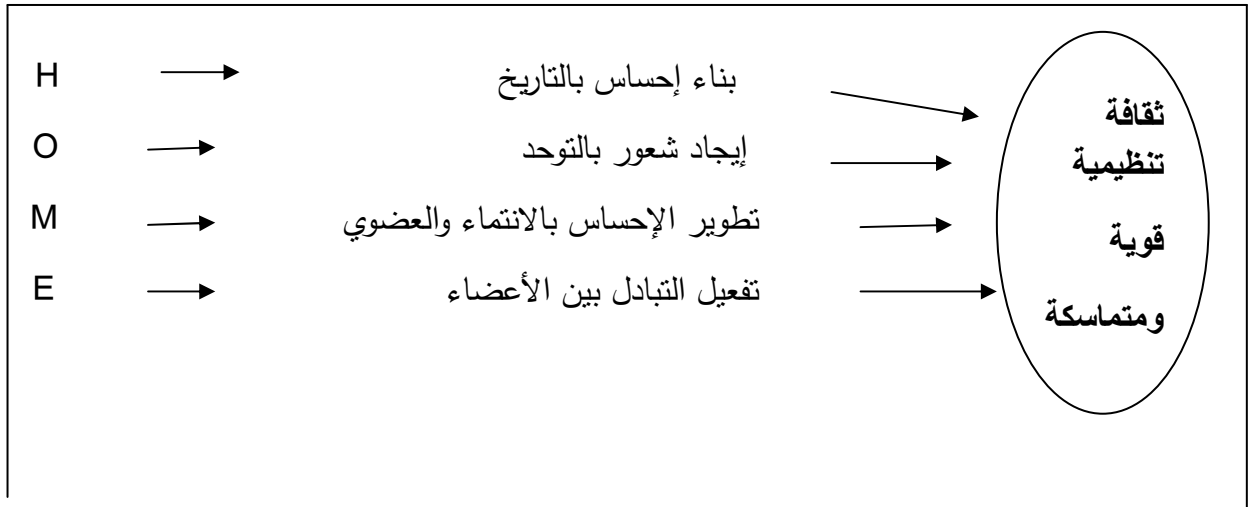 H بناء إحساس بالتاريخ
O إيجاد شعور بالتوحد
M تطوير الإحساس بالانتماء والعضوي
E تفعيل التبادل بين الأعضاء
ثقافة
تنظيمية
قوية
ومتماسكة